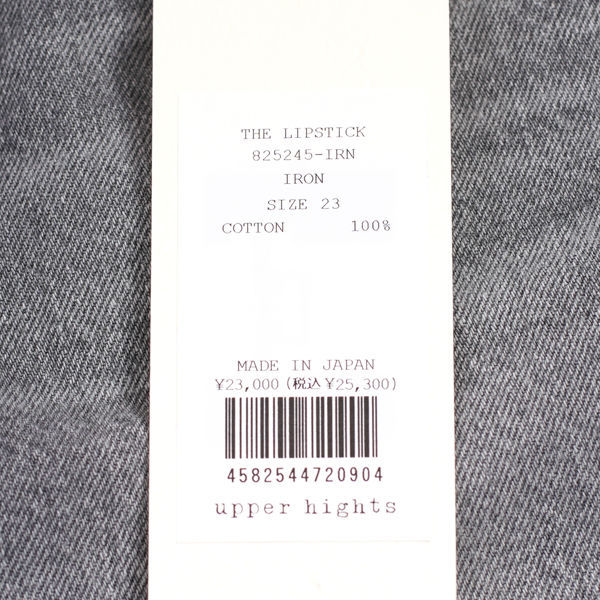 THE LIPSTICK
825245-IRN
IRON
SIZE 23
COTTON 100%
MADE IN JAPAN
¥23,000(税込¥25,300)
4582544720904
upper hights